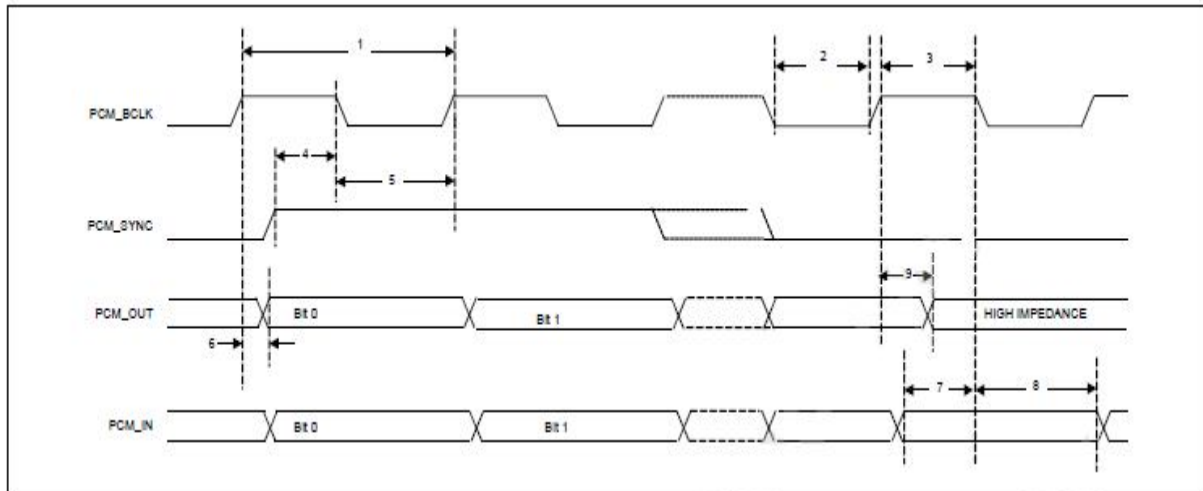 1
2
3
PCM_BCLK
4
5
PCM_SYNC
9
PCM_OUT
Bit 0
Bit 1
HIGH IMPEDANCE
6
7
8
PCM_IN
Bit 0
Bit 1